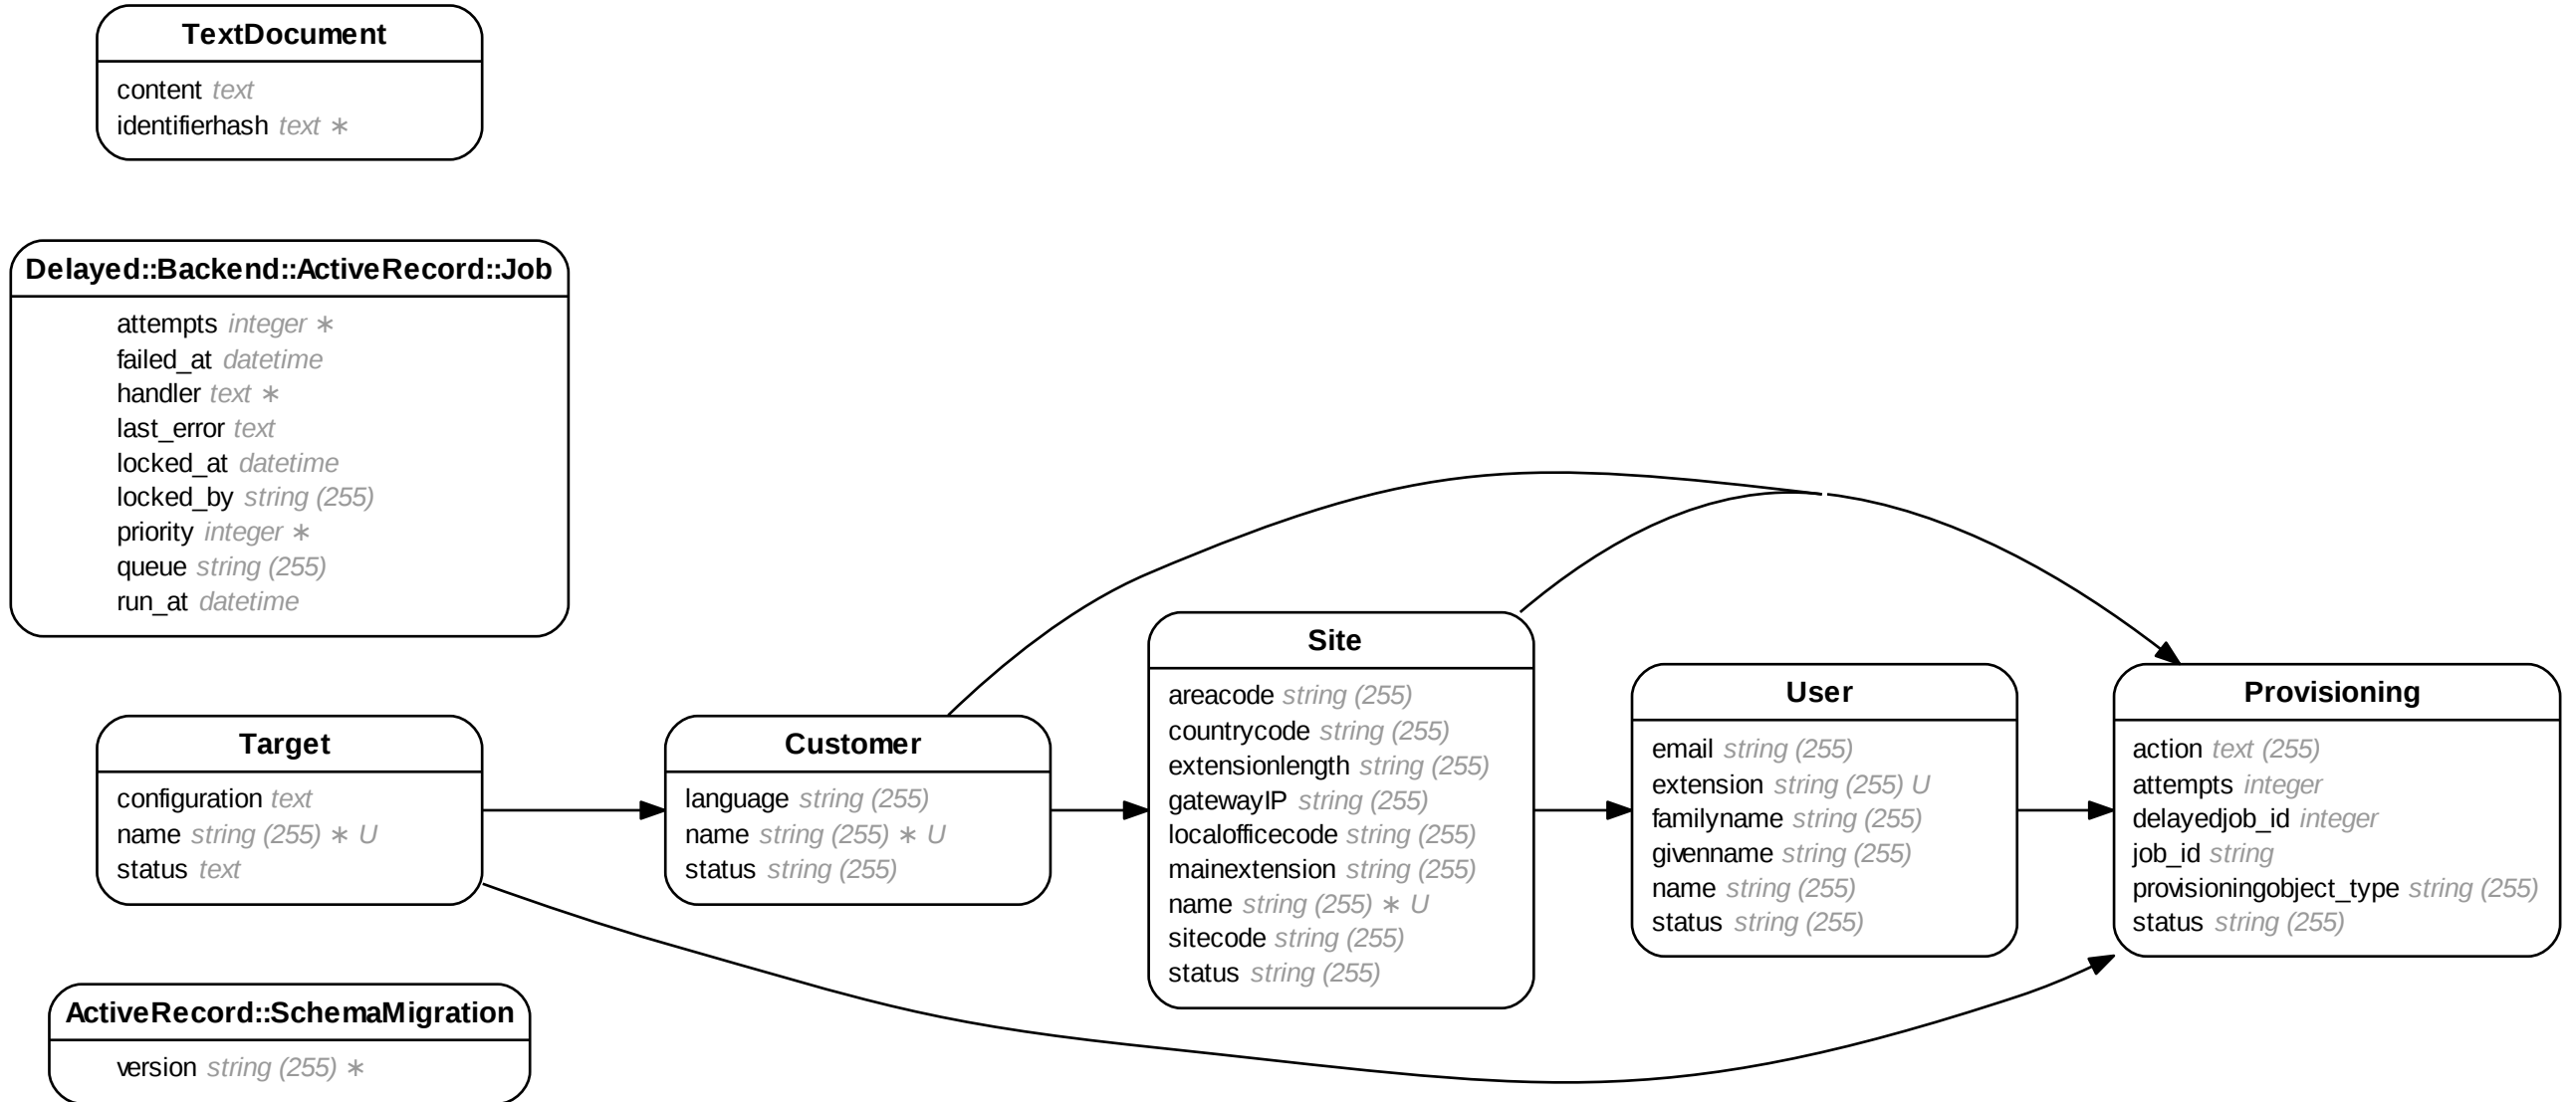 TextDocument
content text
identifierhash text ∗
Delayed::Backend::ActiveRecord::Job
attempts integer ∗
failed_at datetime
handler text ∗
last_error text
locked_at datetime
locked_by string (255)
priority integer ∗
queue string (255)
run_at datetime
Target
configuration text
name string (255) ∗ U
status text
Customer
language string (255)
name string (255) ∗ U
status string (255)
Site
areacode string (255)
countrycode string (255)
extensionlength string (255)
gatewayIP string (255)
localofficecode string (255)
mainextension string (255)
name string (255) ∗ U
sitecode string (255)
status string (255)
User
email string (255)
extension string (255) U
familyname string (255)
givenname string (255)
name string (255)
status string (255)
Provisioning
action text (255)
attempts integer
delayedjob_id integer
job_id string
provisioningobject_type string (255)
status string (255)
ActiveRecord::SchemaMigration
version string (255) ∗